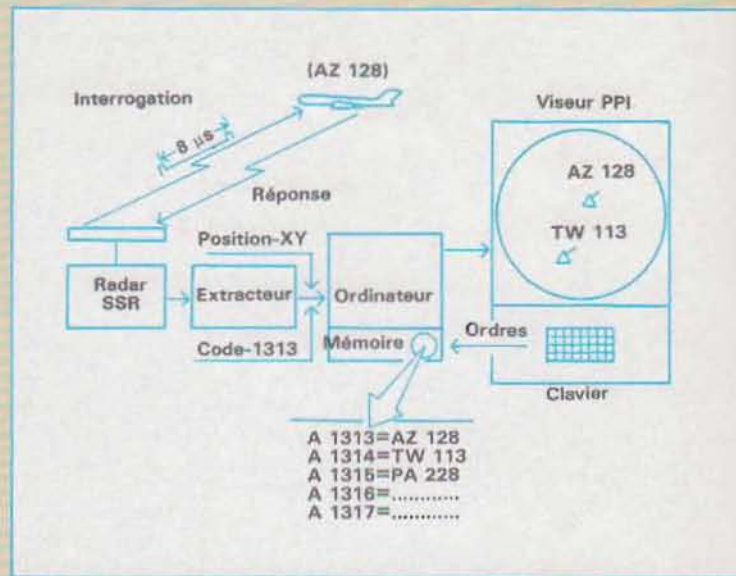 (AZ 128)
Interrogation
Viseur PPI
8 µs
AZ 128
Réponse
TW 113
Position-XY
Radar
SSR
Extracteur
Ordinateur
Mémoire
Ordres
Code-1313
Clavier
A 1313=AZ 128
A 1314=TW 113
A 1315=PA 228
A 1316=............
A 1317=............